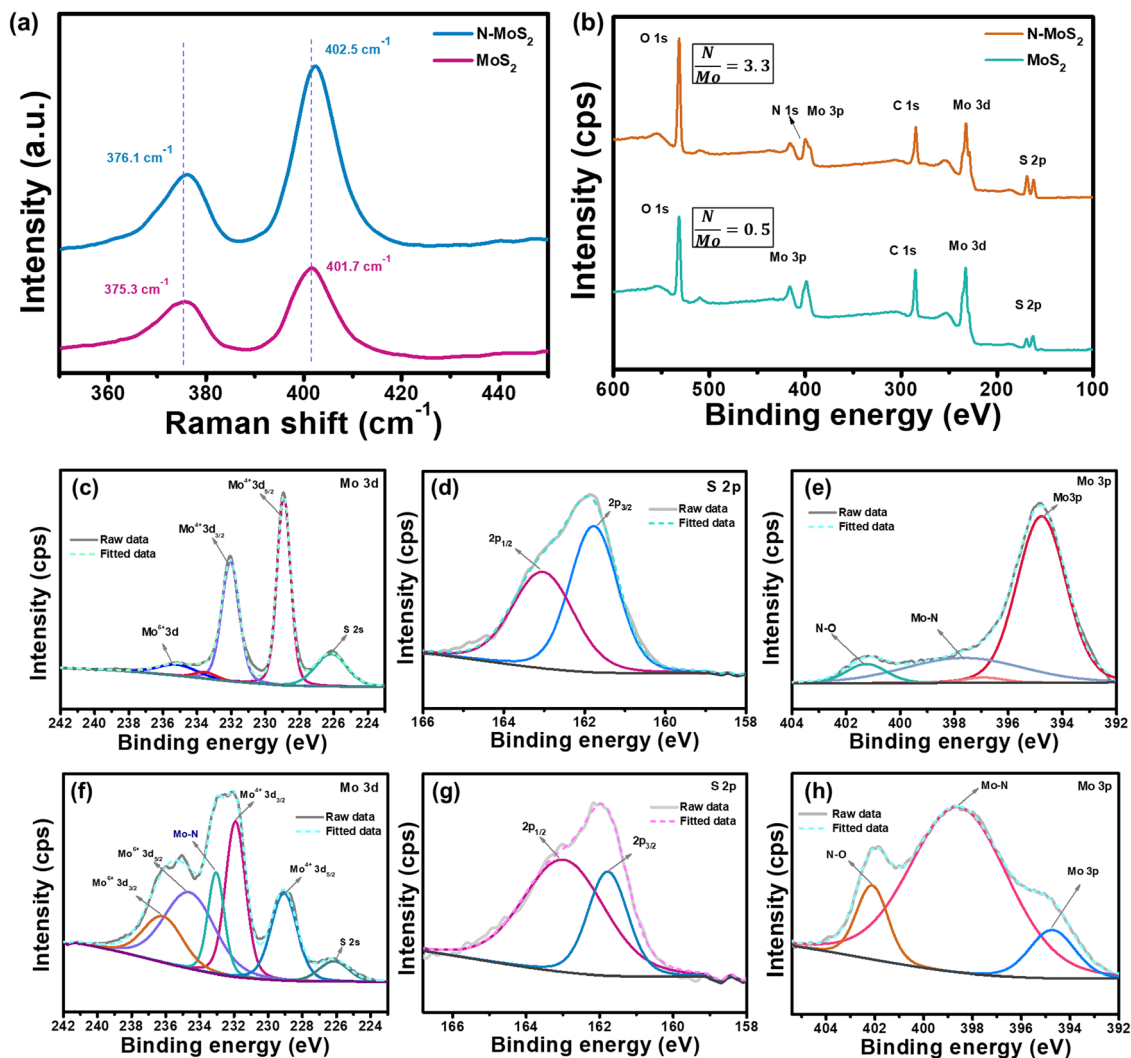 (a)
N-MoS₂
MoS₂
402.5 cm⁻¹
376.1 cm⁻¹
401.7 cm⁻¹
375.3 cm⁻¹
Intensity (a.u.)
360 380 400 420 440
Raman shift (cm⁻¹)
(b)
N-MoS₂
MoS₂
O 1s
N/Mo = 3.3
N 1s
Mo 3p
C 1s
Mo 3d
S 2p
O 1s
N/Mo = 0.5
Mo 3p
C 1s
Mo 3d
S 2p
Intensity (cps)
600 500 400 300 200 100
Binding energy (eV)
(c)
Mo 3d
Mo⁴⁺3d₅/₂
Mo⁴⁺3d₃/₂
Raw data
Fitted data
Mo⁶⁺3d
S 2s
Intensity (cps)
242 240 238 236 234 232 230 228 226 224
Binding energy (eV)
(d)
S 2p
Raw data
Fitted data
2p₃/₂
2p₁/₂
Intensity (cps)
166 164 162 160 158
Binding energy (eV)
(e)
Mo 3p
Mo3p
Raw data
Fitted data
Mo-N
N-O
Intensity (cps)
404 402 400 398 396 394 392
Binding energy (eV)
(f)
Mo 3d
Mo⁴⁺ 3d₃/₂
Raw data
Fitted data
Mo-N
Mo⁶⁺ 3d₅/₂
Mo⁶⁺ 3d₃/₂
Mo⁴⁺ 3d₅/₂
S 2s
Intensity (cps)
242 240 238 236 234 232 230 228 226 224
Binding energy (eV)
(g)
S 2p
Raw data
Fitted data
2p₁/₂
2p₃/₂
Intensity (cps)
166 164 162 160 158
Binding energy (eV)
(h)
Mo 3p
Mo-N
Raw data
Fitted data
N-O
Mo 3p
Intensity (cps)
404 402 400 398 396 394 392
Binding energy (eV)